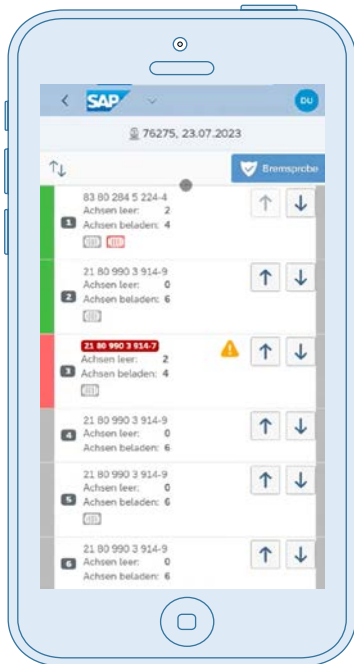 SAP
DU
76275, 23.07.2023
Bremsprobe
83 80 284 5 224-4
Achsen leer: 2
1
Achsen beladen: 4
21 80 990 3 914-9
Achsen leer: 0
2
Achsen beladen: 6
21 80 990 3 914-7
Achsen leer: 2
3
Achsen beladen: 4
21 80 990 3 914-9
Achsen leer: 0
4
Achsen beladen: 6
21 80 990 3 914-9
Achsen leer: 0
5
Achsen beladen: 6
21 80 990 3 914-9
Achsen leer: 0
6
Achsen beladen: 6